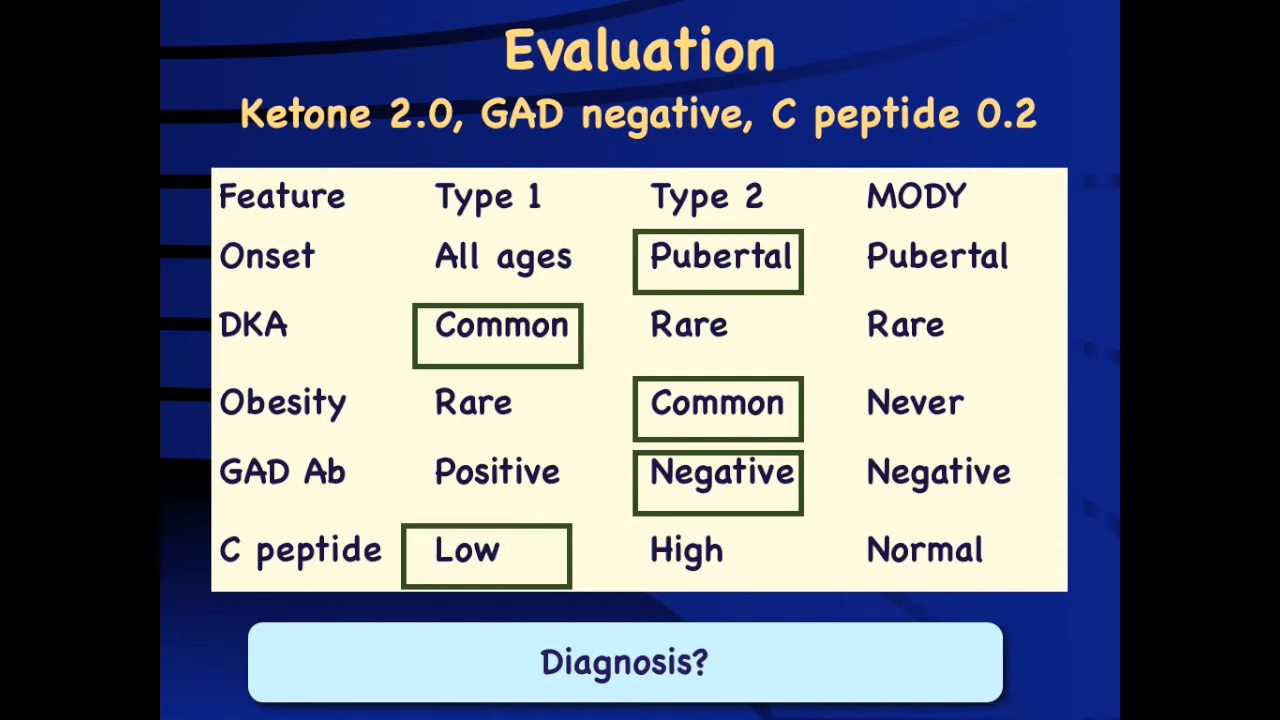 Evaluation
Ketone 2.0, GAD negative, C peptide 0.2
Feature Type 1 Type 2 MODY
Onset All ages Pubertal Pubertal
DKA Common Rare Rare
Obesity Rare Common Never
GAD Ab Positive Negative Negative
C peptide Low High Normal
Diagnosis?